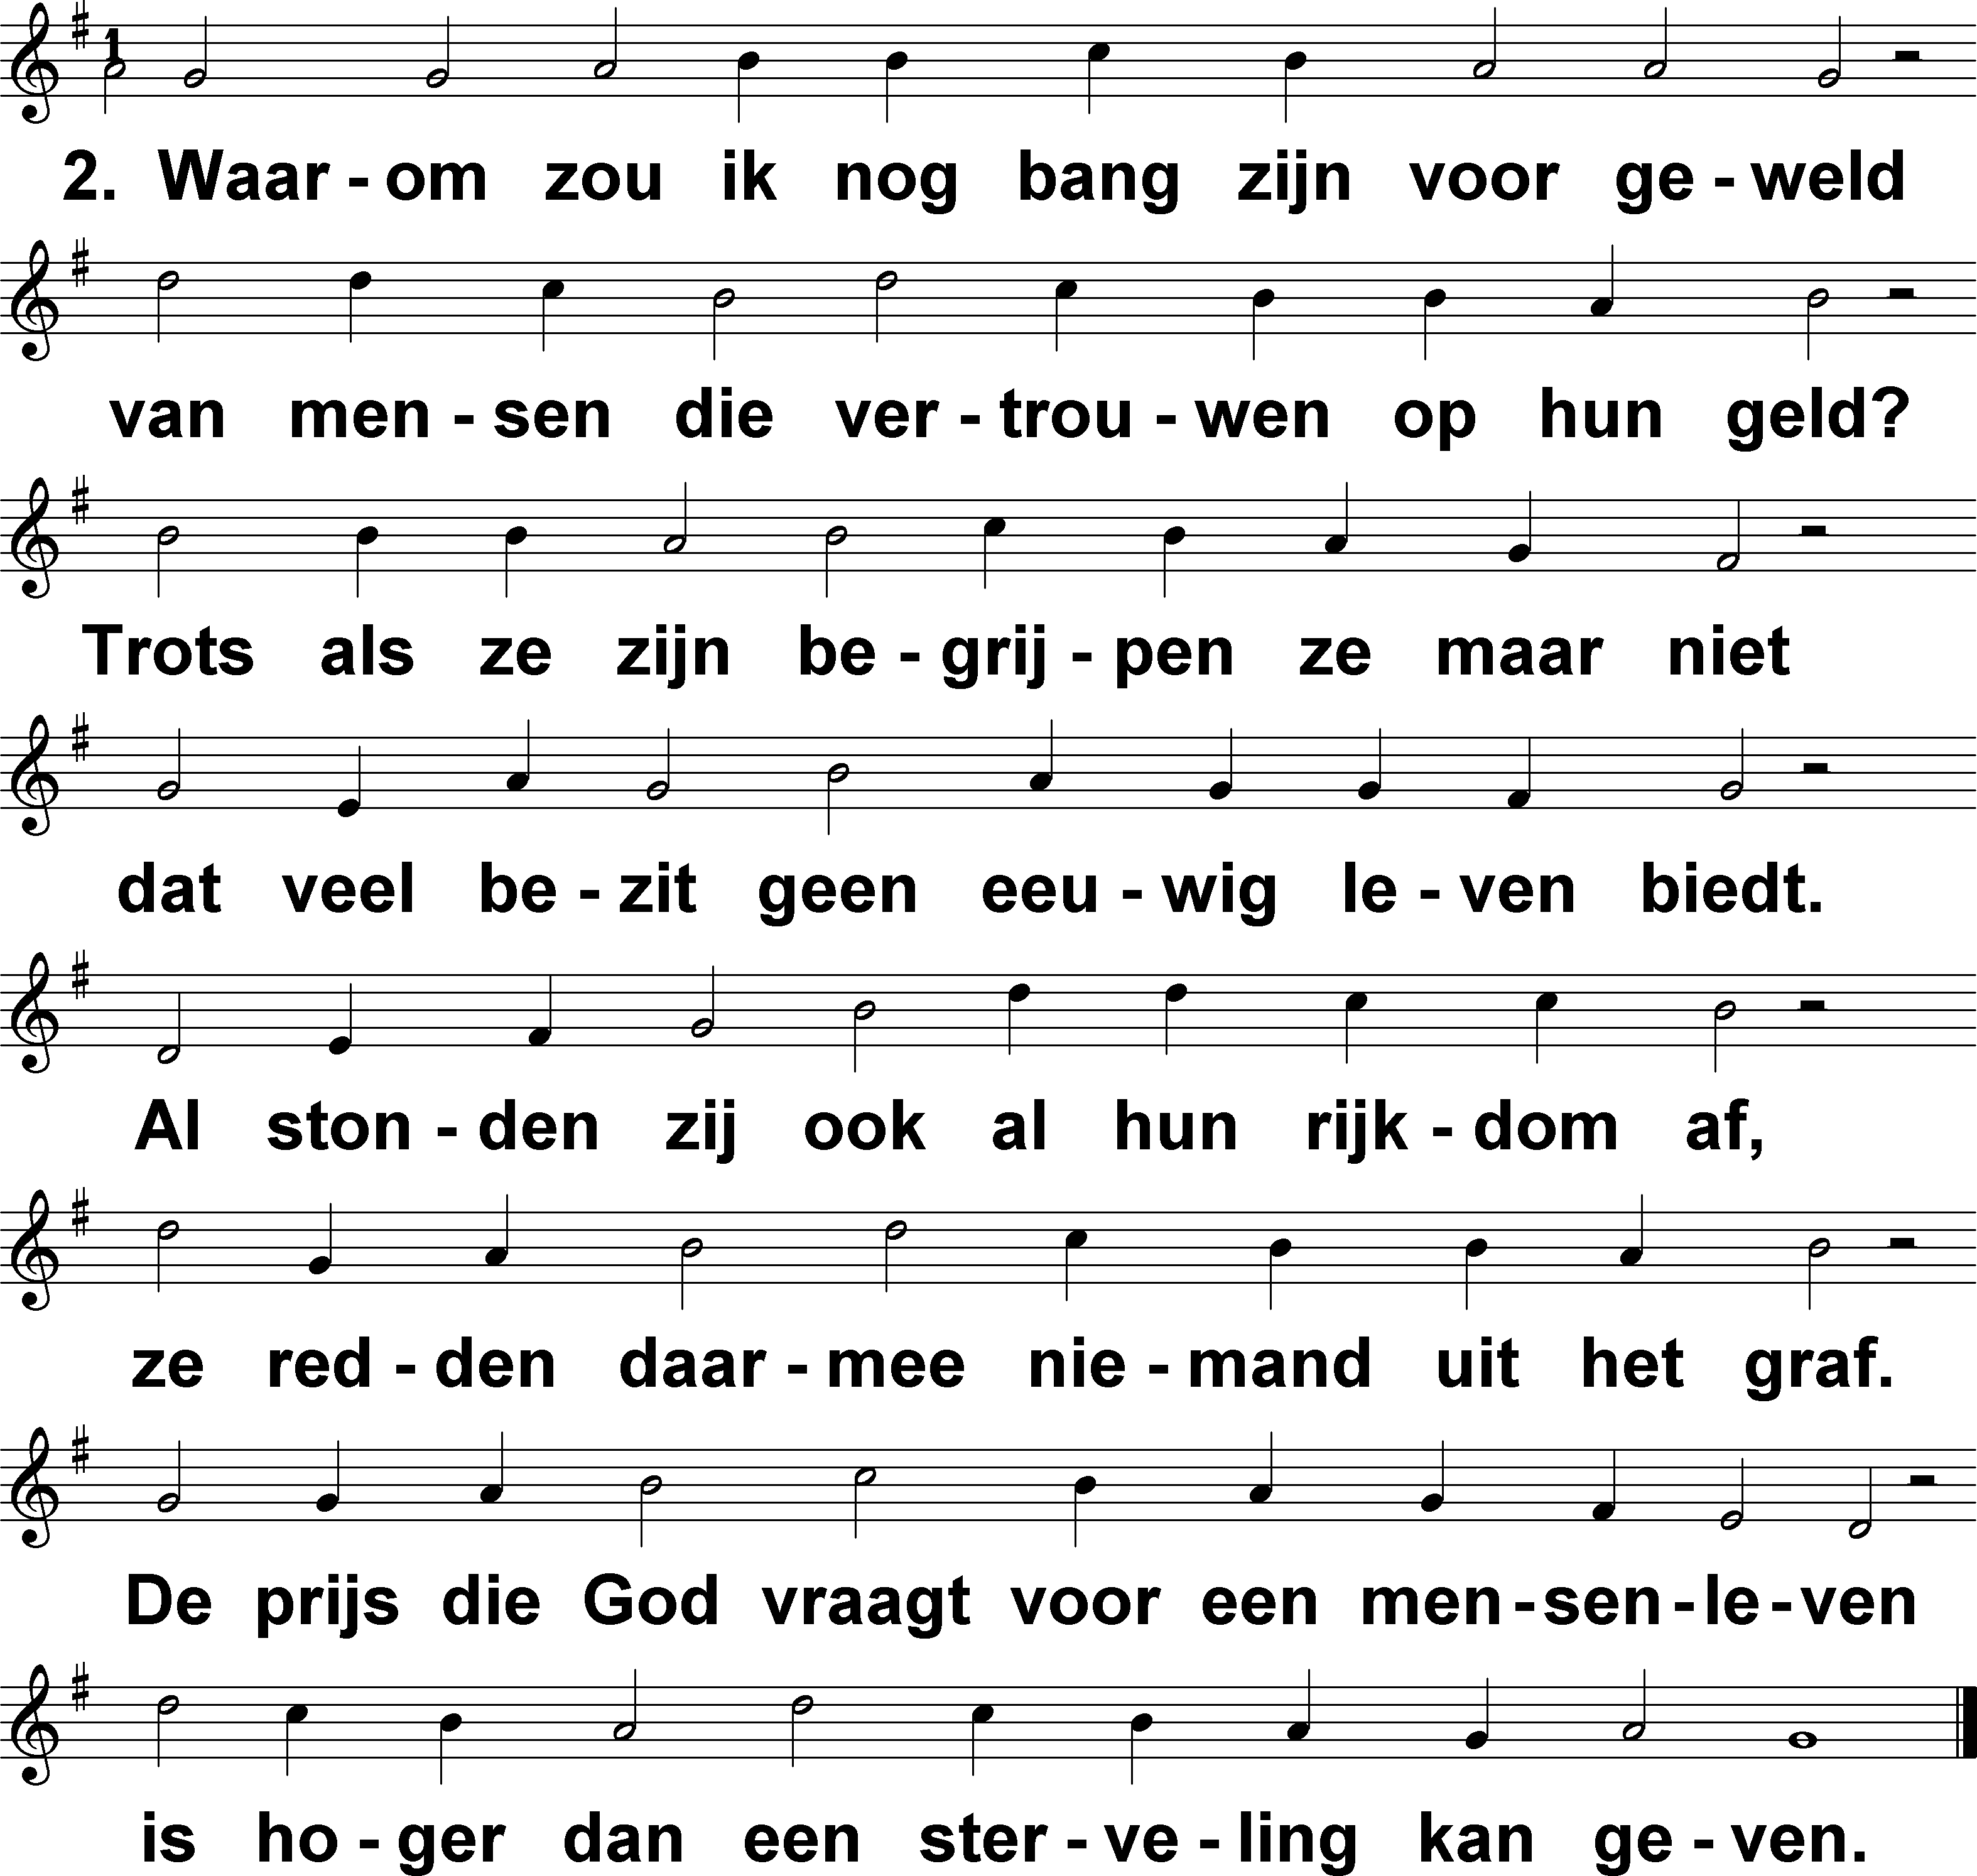 1
2. Waar - om zou ik nog bang zijn voor ge - weld
van men - sen die ver - trou - wen op hun geld?
Trots als ze zijn be - grij - pen ze maar niet
dat veel be - zit geen eeu - wig le - ven biedt.
Al ston - den zij ook al hun rijk - dom af,
ze red - den daar - mee nie - mand uit het graf.
De prijs die God vraagt voor een men - sen - le - ven
is ho - ger dan een ster - ve - ling kan ge - ven.